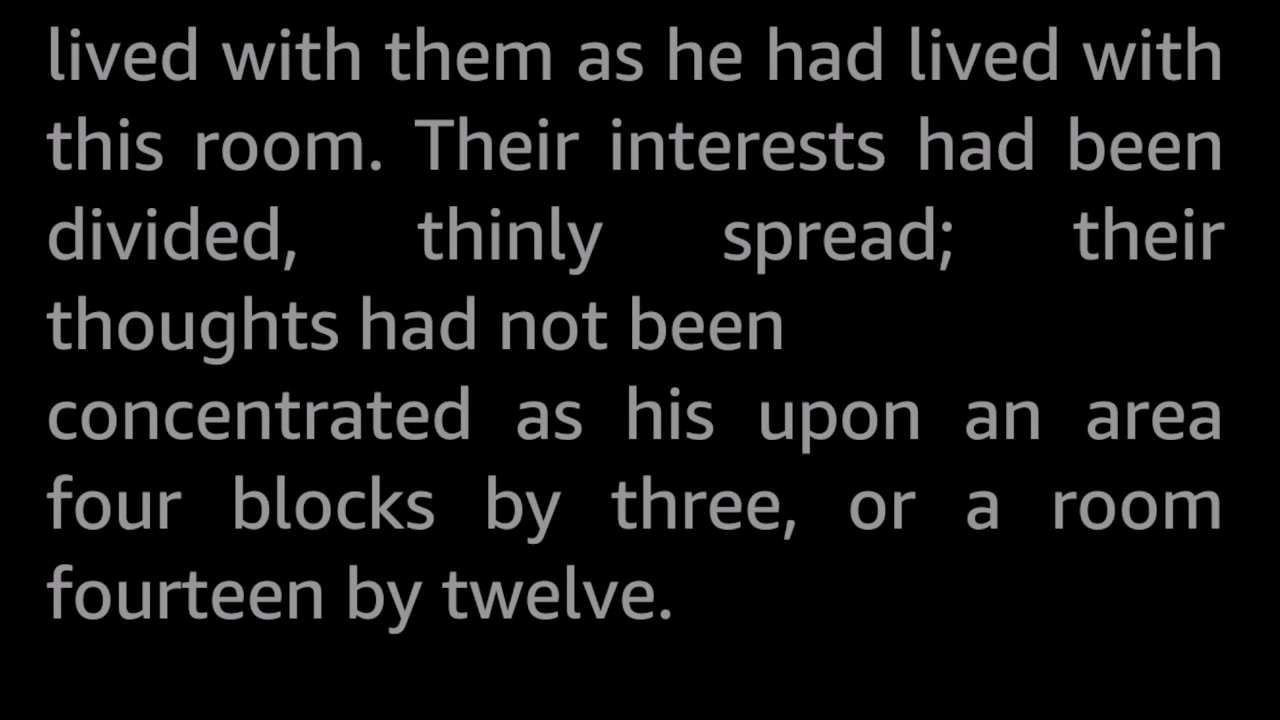 lived with them as he had lived with
this room. Their interests had been
divided, thinly spread; their
thoughts had not been
concentrated as his upon an area
four blocks by three, or a room
fourteen by twelve.